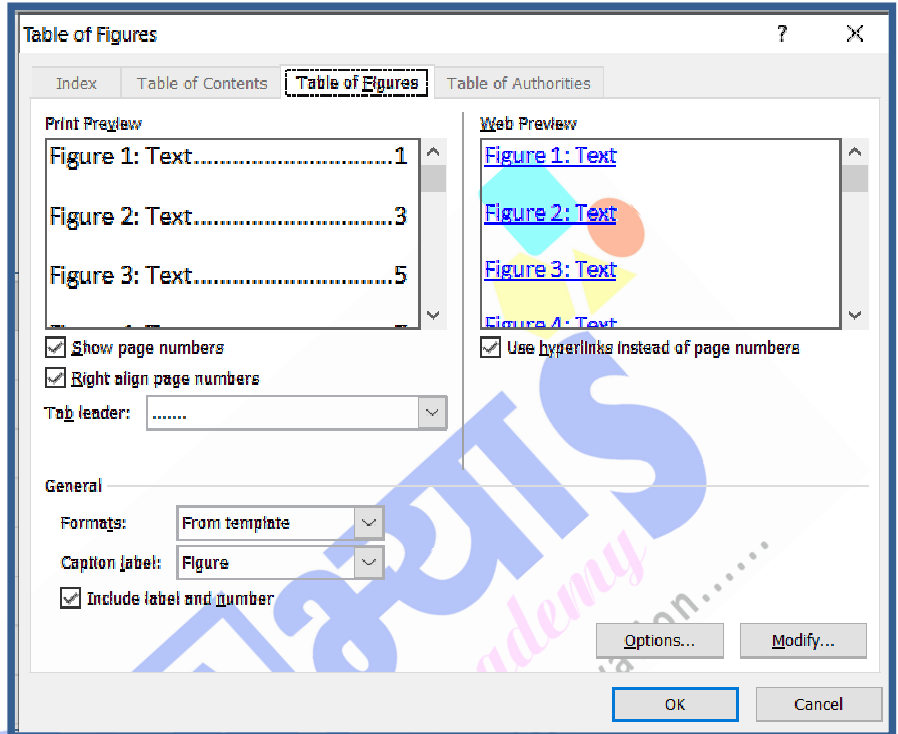 Table of Figures ? X
Index Table of Contents Table of Figures Table of Authorities
Print Preview
Figure 1: Text...............................1
Figure 2: Text...............................3
Figure 3: Text...............................5
Web Preview
Figure 1: Text
Figure 2: Text
Figure 3: Text
Figure 4: Text
Show page numbers
Right align page numbers
Tab leader: .......
Use hyperlinks instead of page numbers
General
Formats: From template
Caption label: Figure
Include label and number
Options... Modify...
OK Cancel